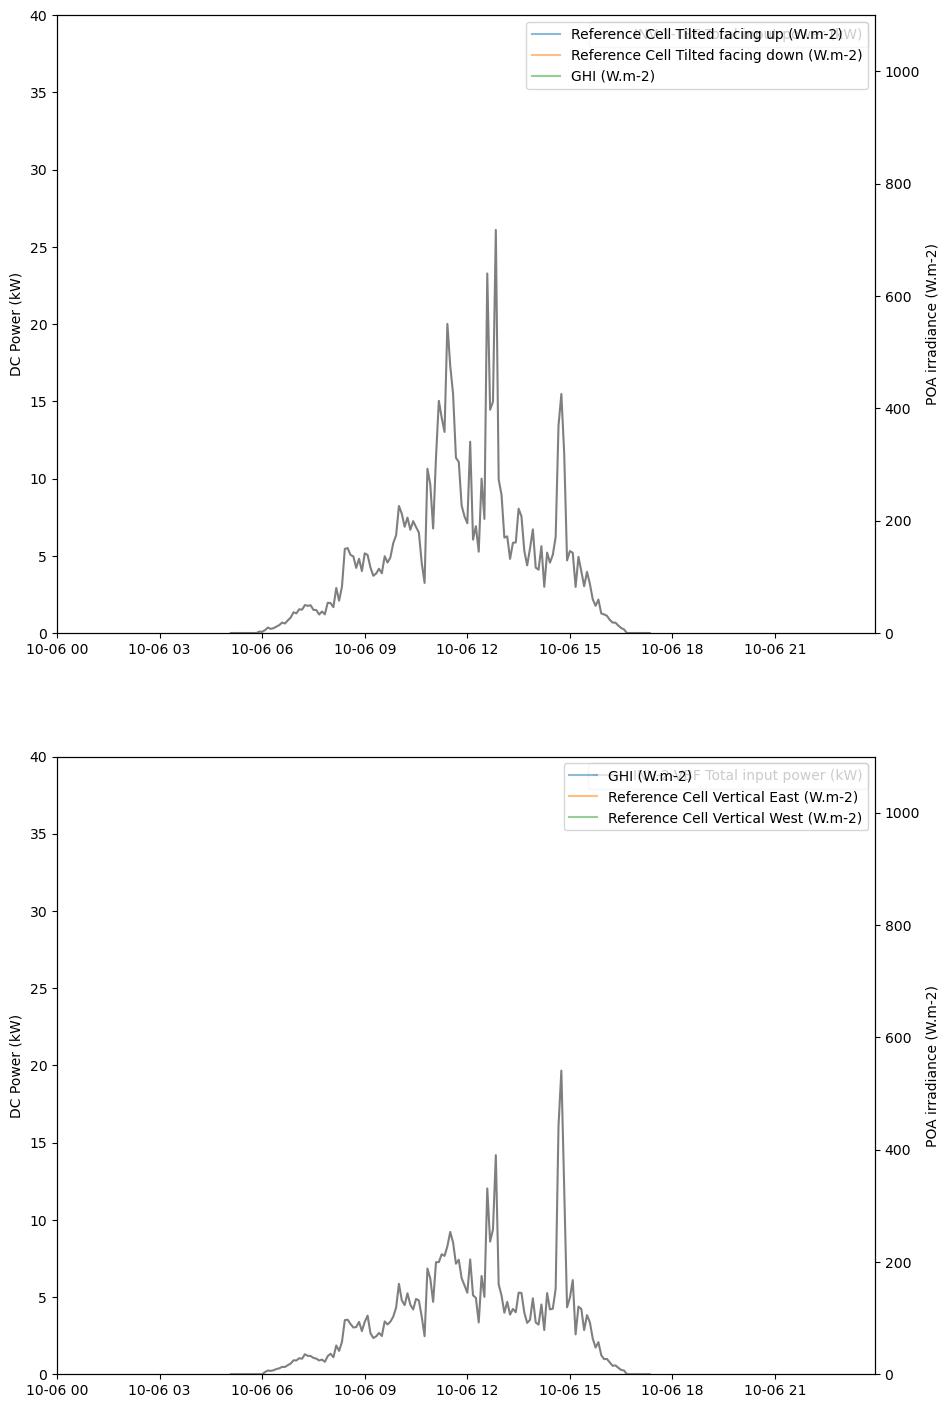 40
35
30
25
20
15
10
5
0
DC Power (kW)
Reference Cell Tilted facing up (W.m-2)
Reference Cell Tilted facing down (W.m-2)
GHI (W.m-2)
1000
800
600
400
200
0
POA irradiance (W.m-2)
10-06 00 10-06 03 10-06 06 10-06 09 10-06 12 10-06 15 10-06 18 10-06 21
40
35
30
25
20
15
10
5
0
DC Power (kW)
Total input power (kW)
GHI (W.m-2)
Reference Cell Vertical East (W.m-2)
Reference Cell Vertical West (W.m-2)
1000
800
600
400
200
0
POA irradiance (W.m-2)
10-06 00 10-06 03 10-06 06 10-06 09 10-06 12 10-06 15 10-06 18 10-06 21